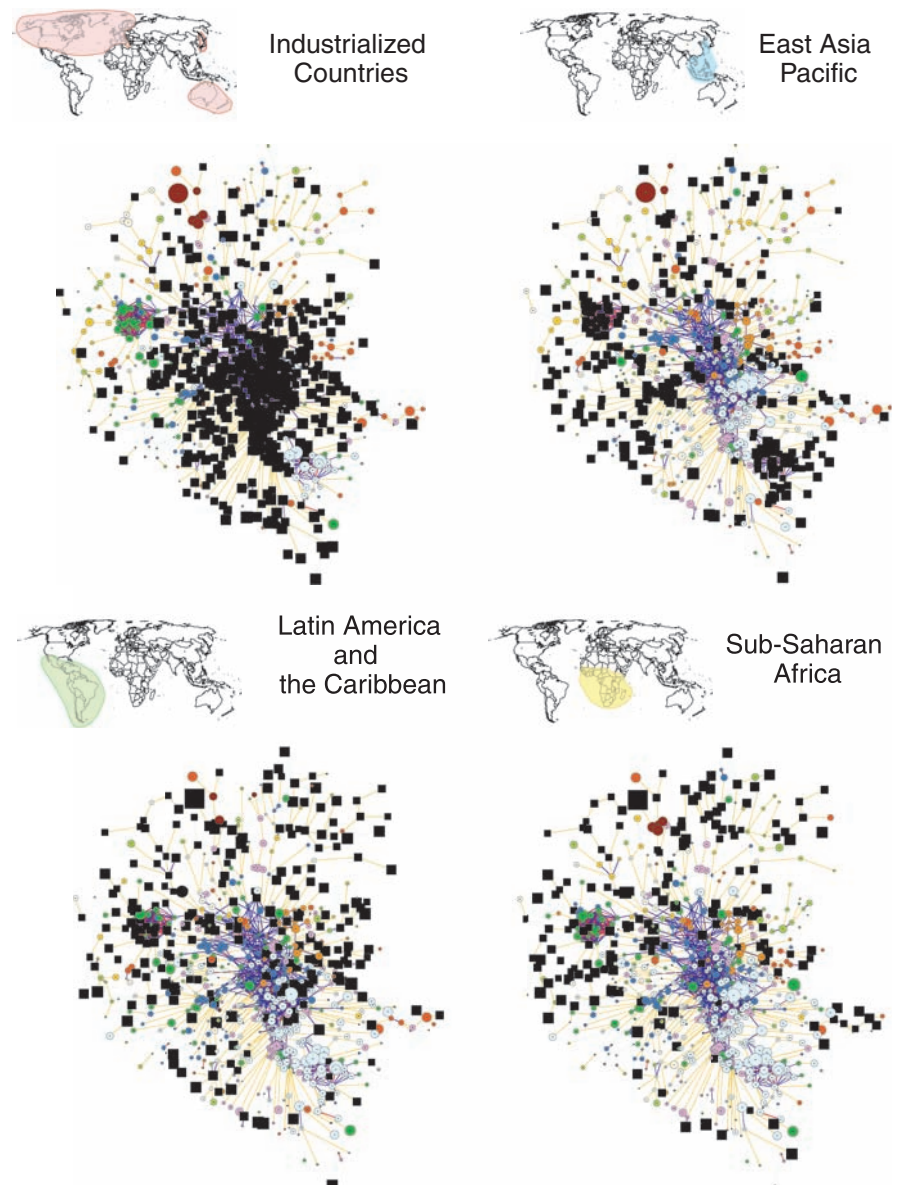 Industrialized
Countries
East Asia
Pacific
Latin America
and
the Caribbean
Sub-Saharan
Africa